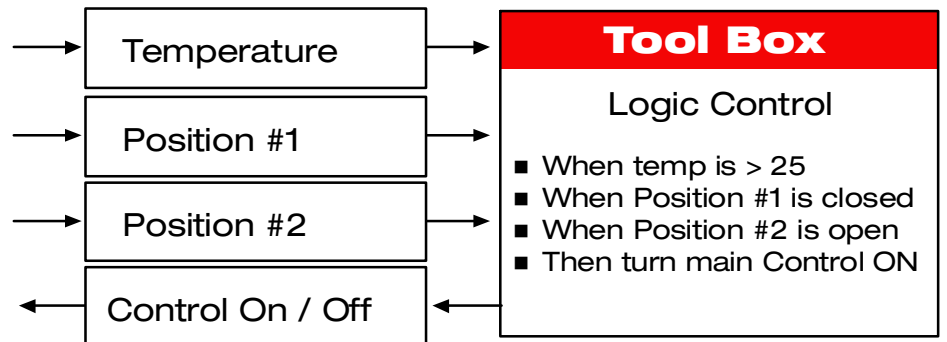 Temperature
Position #1
Position #2
Control On / Off
Tool Box
Logic Control
■ When temp is > 25
■ When Position #1 is closed
■ When Position #2 is open
■ Then turn main Control ON